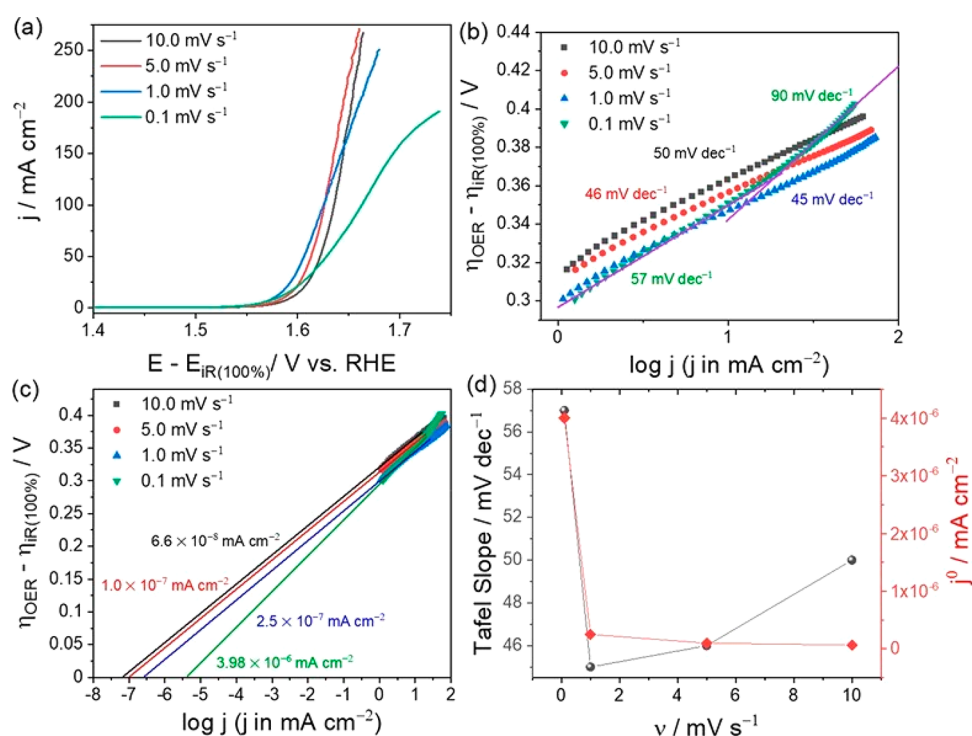 (a)
10.0 mV s⁻¹
5.0 mV s⁻¹
1.0 mV s⁻¹
0.1 mV s⁻¹
250
200
150
100
50
0
j / mA cm⁻²
1.4
1.5
1.6
1.7
E - E_iR(100%)/ V vs. RHE
(b)
10.0 mV s⁻¹
5.0 mV s⁻¹
1.0 mV s⁻¹
0.1 mV s⁻¹
0.44
0.42
0.4
0.38
0.36
0.34
0.32
0.3
η_OER - η_iR(100%) / V
90 mV dec⁻¹
50 mV dec⁻¹
46 mV dec⁻¹
45 mV dec⁻¹
57 mV dec⁻¹
0
1
2
log j (j in mA cm⁻²)
(c)
10.0 mV s⁻¹
5.0 mV s⁻¹
1.0 mV s⁻¹
0.1 mV s⁻¹
0.4
0.35
0.3
0.25
0.2
0.15
0.1
0.05
0
η_OER - η_iR(100%) / V
6.6 × 10⁻⁸ mA cm⁻²
1.0 × 10⁻⁷ mA cm⁻²
2.5 × 10⁻⁷ mA cm⁻²
3.98 × 10⁻⁶ mA cm⁻²
-8 -7 -6 -5 -4 -3 -2 -1 0 1 2
log j (j in mA cm⁻²)
(d)
58
56
54
52
50
48
46
Tafel Slope / mV dec⁻¹
4x10⁻⁶
3x10⁻⁶
2x10⁻⁶
1x10⁻⁶
0
j⁰ / mA cm⁻²
0 2 4 6 8 10
ν / mV s⁻¹